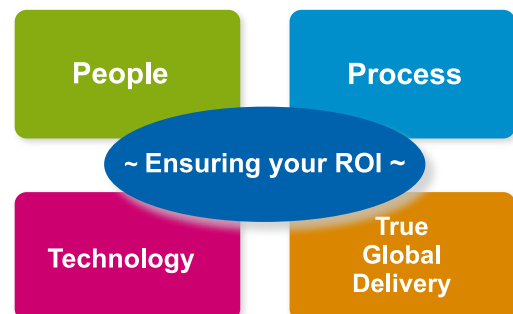 People
Process
~ Ensuring your ROI ~
Technology
True
Global
Delivery